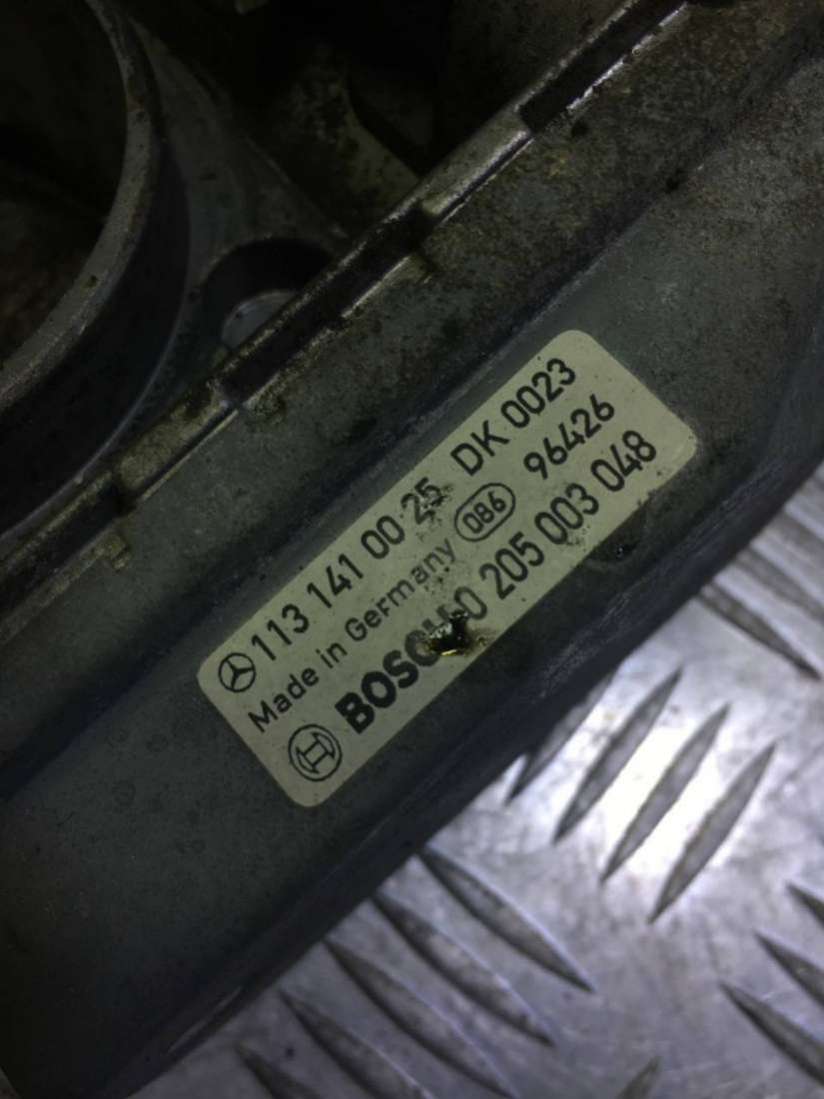 113 141 00 25 DK 0023
Made in Germany 086 96426
BOSCH 0 205 003 048